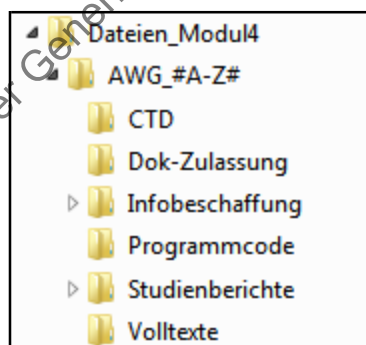 Dateien_Modul4
AWG_#A-Z#
CTD
Dok-Zulassung
Infobeschaffung
Programmcode
Studienberichte
Volltexte